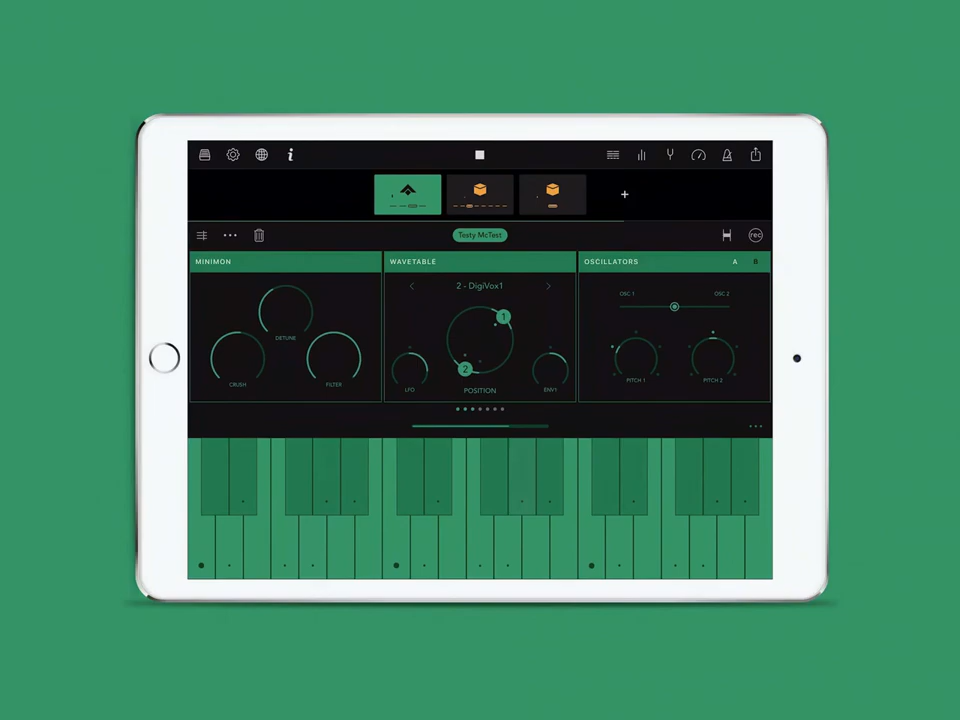 i
+
Testy McTest
rec
MINIMON
WAVETABLE
OSCILLATORS A B
2 - DigiVox1
OSC 1 OSC 2
1
DETUNE
2
PITCH 1 PITCH 2
CRUSH FILTER
LFO POSITION ENV1